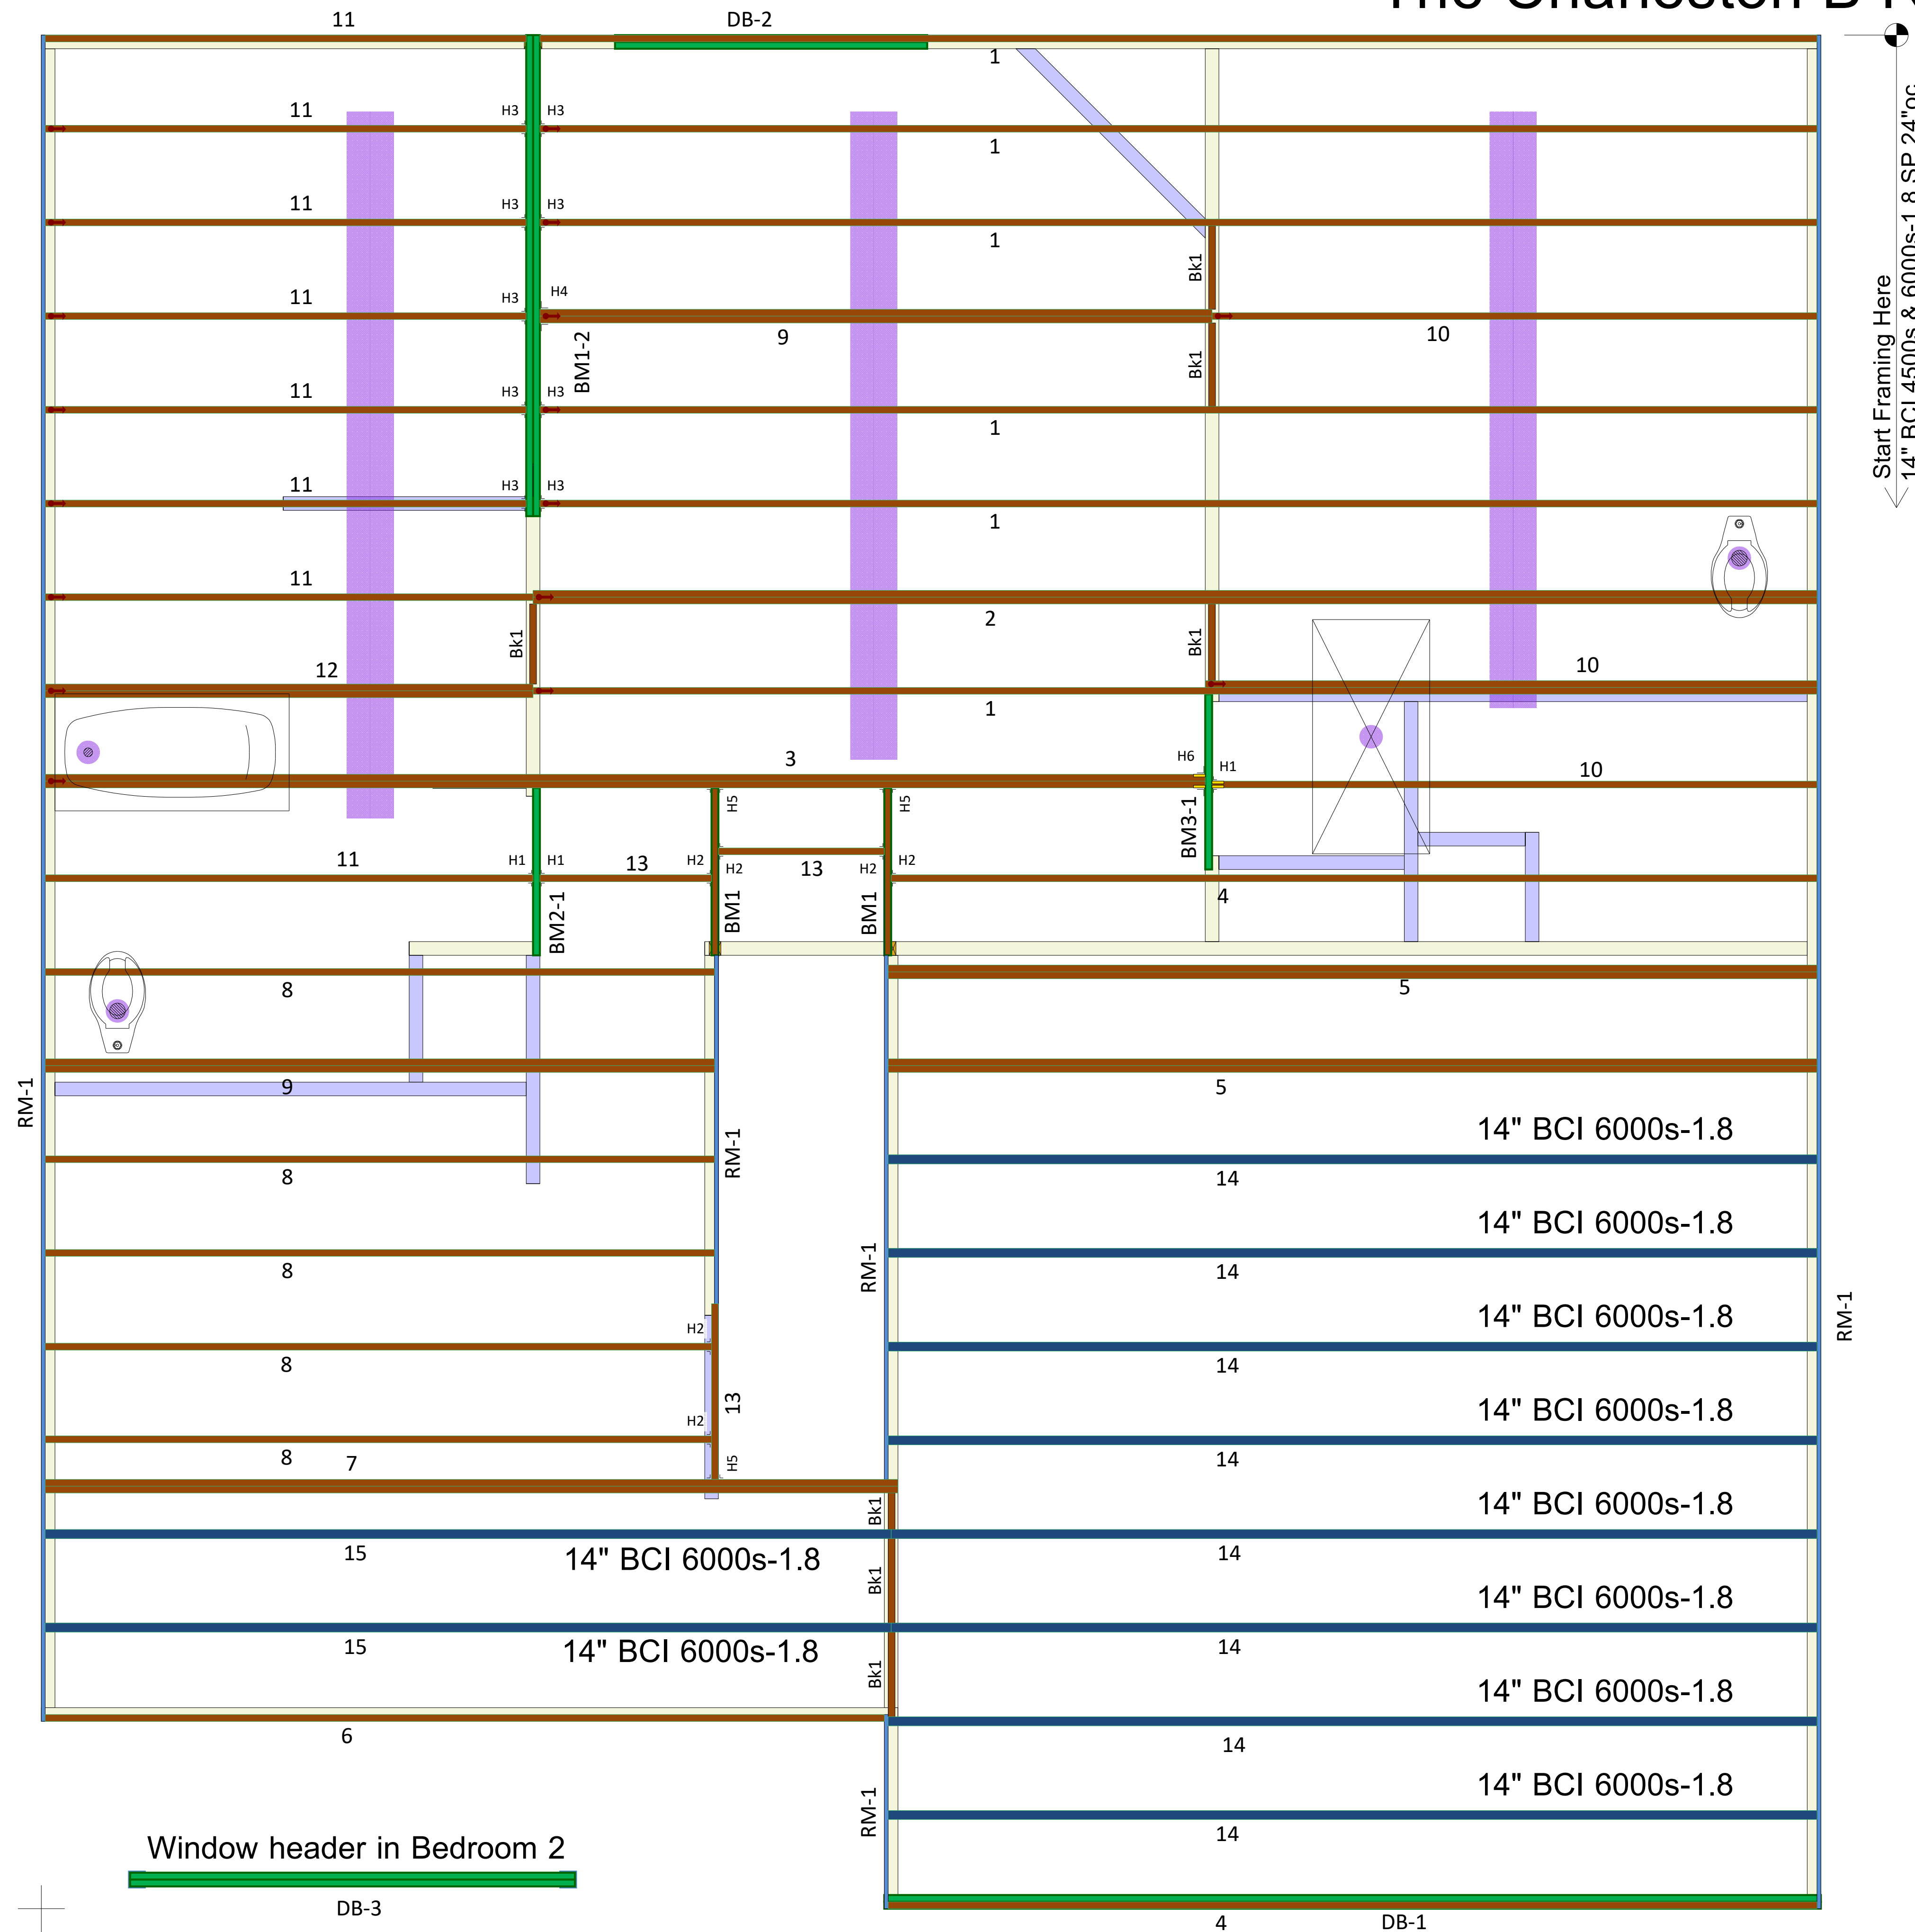 11
DB-2
1
11
H3
H3
1
11
H3
H3
1
11
H3
H4
BM1-2
9
Bk1
10
Bk1
11
H3
H3
1
11
H3
H3
1
11
2
Bk1
Bk1
12
10
1
3
H6
H1
10
H5
H5
BM3-1
11
H1
H1
13
H2
H2
13
H2
H2
BM2-1
BM1
BM1
4
8
5
RM-1
9
5
RM-1
14" BCI 6000s-1.8
8
14
14" BCI 6000s-1.8
8
RM-1
14
14" BCI 6000s-1.8
RM-1
H2
8
14
13
14" BCI 6000s-1.8
H2
8
7
H5
14
14" BCI 6000s-1.8
Bk1
15
14" BCI 6000s-1.8
Bk1
14
14" BCI 6000s-1.8
15
14" BCI 6000s-1.8
Bk1
14
14" BCI 6000s-1.8
6
14
14" BCI 6000s-1.8
RM-1
14
Window header in Bedroom 2
DB-3
4
DB-1
Start Framing Here
14" BCI 4500s & 6000s-1.8 SP 24"oc